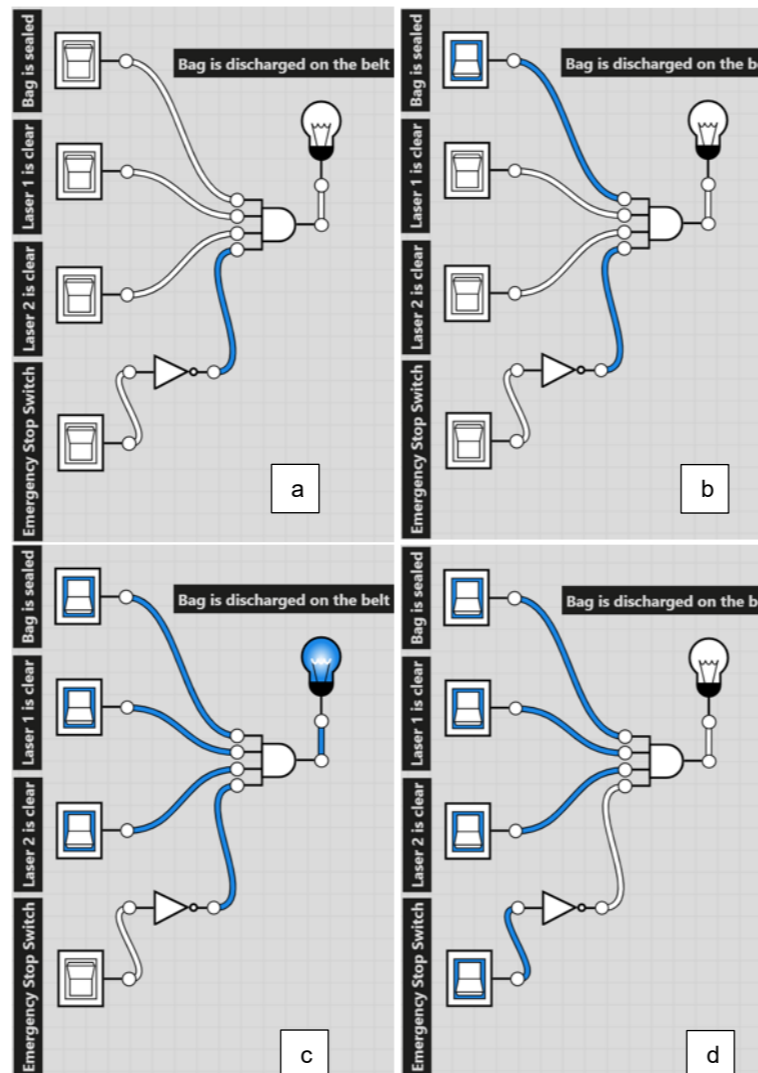 Bag is sealed
Laser 1 is clear
Laser 2 is clear
Emergency Stop Switch
Bag is discharged on the belt
a
Bag is sealed
Laser 1 is clear
Laser 2 is clear
Emergency Stop Switch
Bag is discharged on the be
b
Bag is sealed
Laser 1 is clear
Laser 2 is clear
Emergency Stop Switch
Bag is discharged on the belt
c
Bag is sealed
Laser 1 is clear
Laser 2 is clear
Emergency Stop Switch
Bag is discharged on the be
d